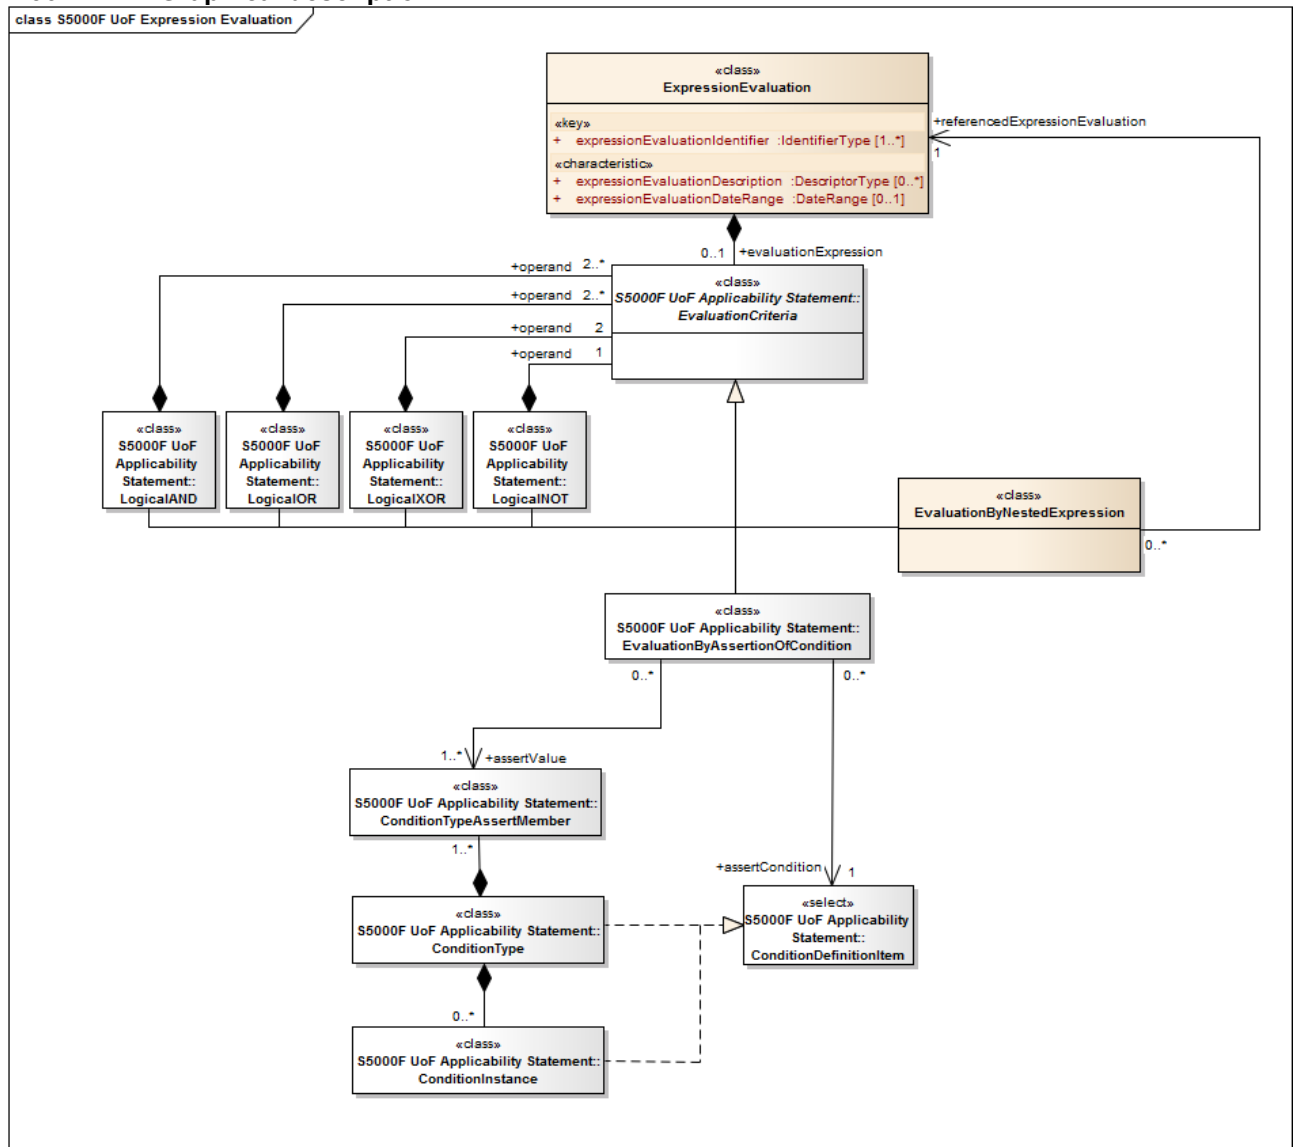 class S5000F UoF Expression Evaluation
«class»
ExpressionEvaluation
«key»
+ expressionEvaluationIdentifier :IdentifierType [1..*]
«characteristic»
+ expressionEvaluationDescription :DescriptorType [0..*]
+ expressionEvaluationDateRange :DateRange [0..1]
+referencedExpressionEvaluation
1
0..1 +evaluationExpression
+operand 2..*
+operand 2..*
+operand 2
+operand 1
«class»
S5000F UoF Applicability Statement::
EvaluationCriteria
«class»
S5000F UoF
Applicability
Statement::
LogicalAND
«class»
S5000F UoF
Applicability
Statement::
LogicalOR
«class»
S5000F UoF
Applicability
Statement::
LogicalXOR
«class»
S5000F UoF
Applicability
Statement::
LogicalNOT
«class»
EvaluationByNestedExpression
0..*
«class»
S5000F UoF Applicability Statement::
EvaluationByAssertionOfCondition
0..*
0..*
1..* +assertValue
«class»
S5000F UoF Applicability Statement::
ConditionTypeAssertMember
1..*
+assertCondition 1
«class»
S5000F UoF Applicability Statement::
ConditionType
«select»
S5000F UoF Applicability
Statement::
ConditionDefinitionItem
0..*
«class»
S5000F UoF Applicability Statement::
ConditionInstance